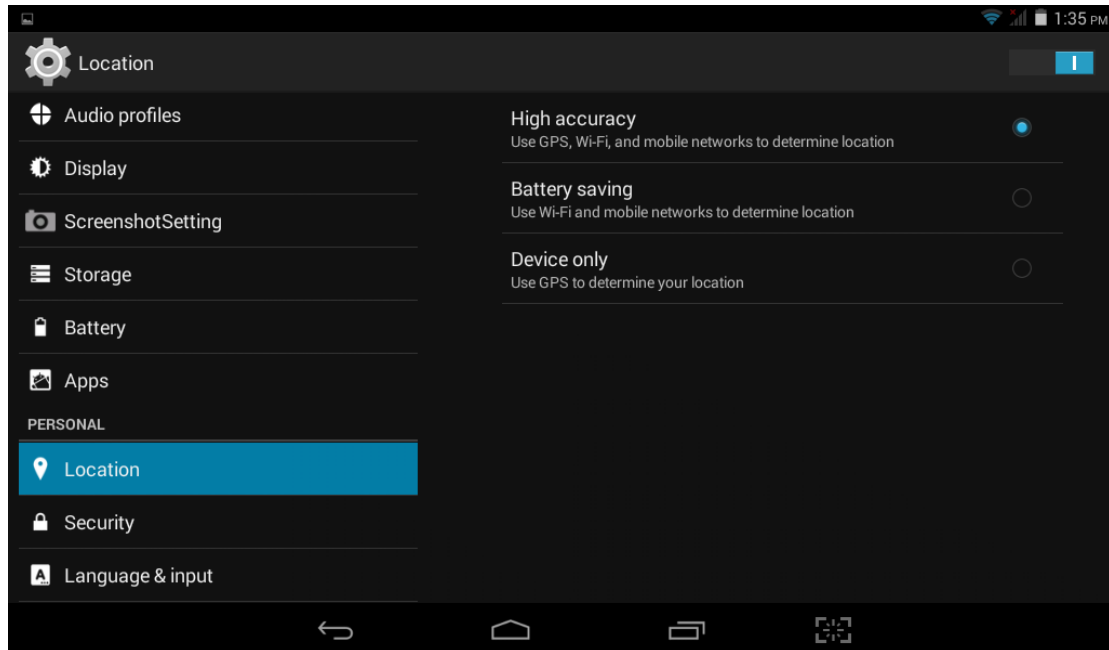 1:35 PM
Location
Audio profiles
Display
ScreenshotSetting
Storage
Battery
Apps
PERSONAL
Location
Security
Language & input
High accuracy
Use GPS, Wi-Fi, and mobile networks to determine location
Battery saving
Use Wi-Fi and mobile networks to determine location
Device only
Use GPS to determine your location